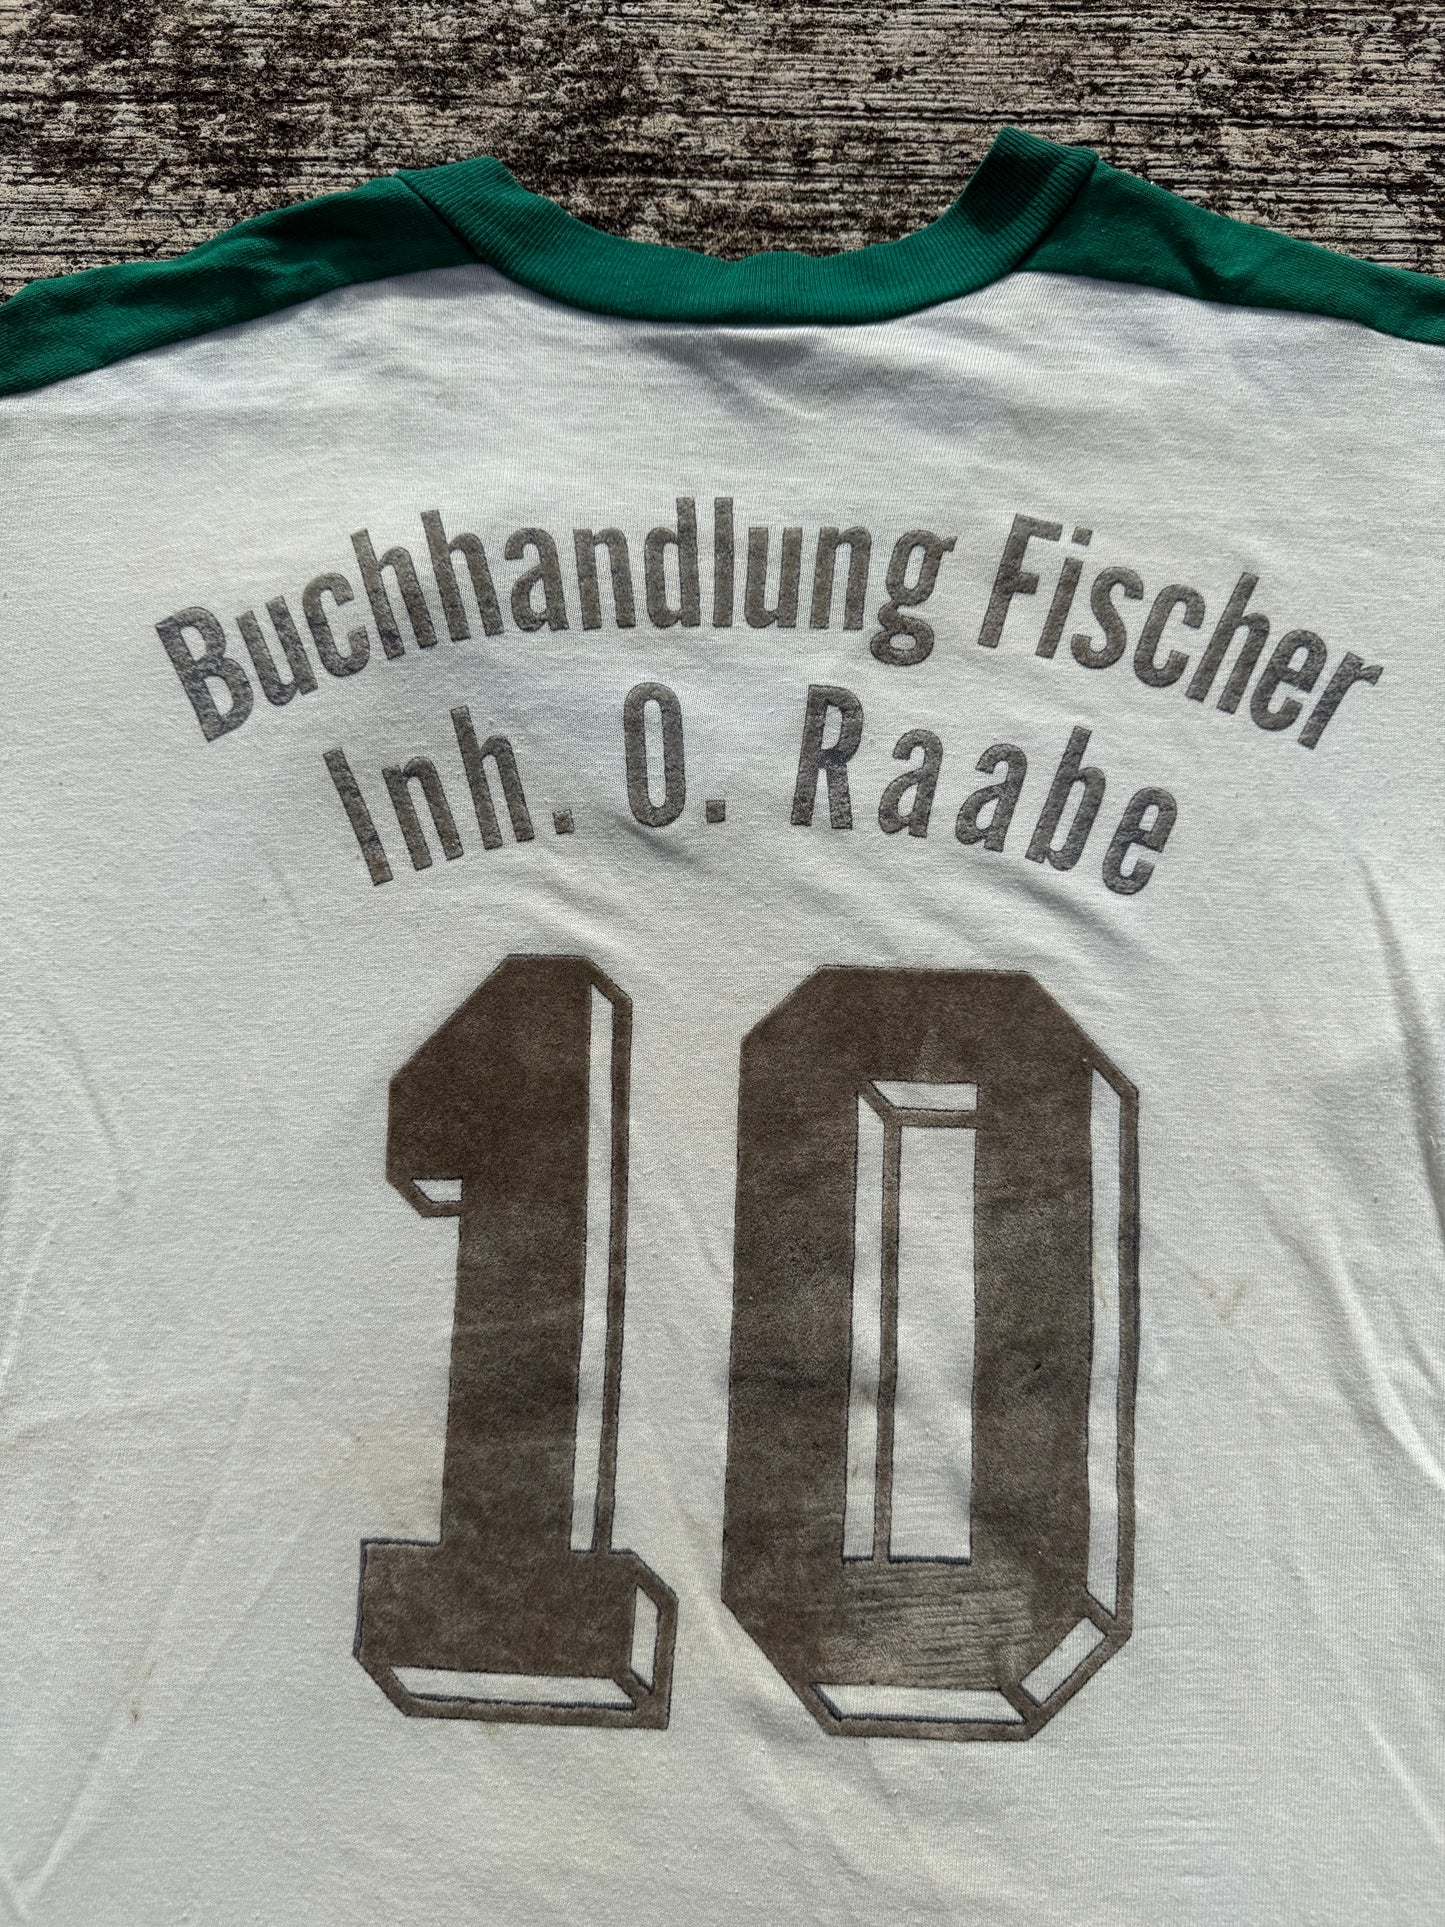 Buchhandlung Fischer
Inh. O. Raabe
10